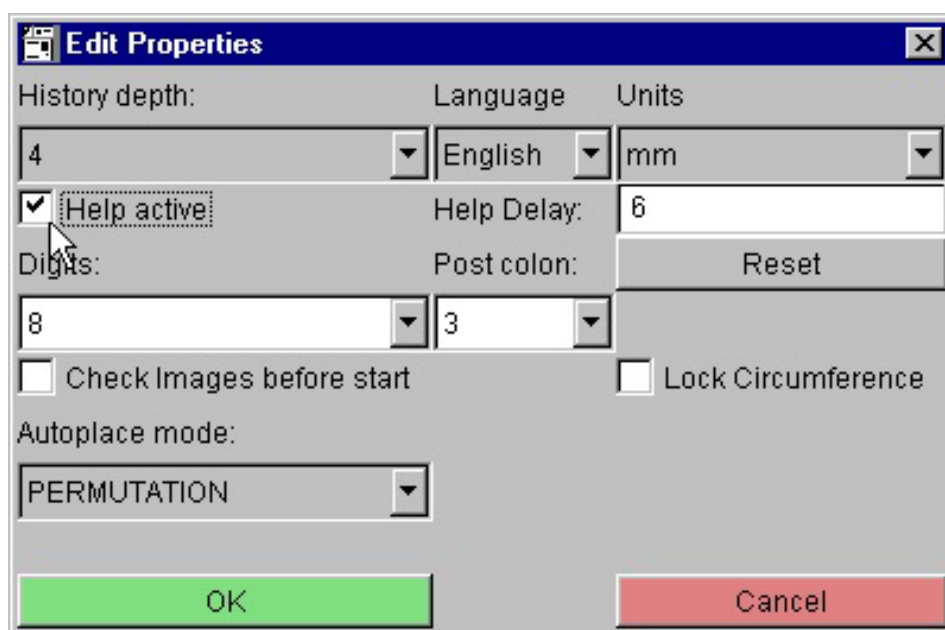 Edit Properties
History depth: Language Units
4 English mm
Help active Help Delay: 6
Digits: Post colon: Reset
8 3
Check Images before start Lock Circumference
Autoplace mode:
PERMUTATION
OK Cancel